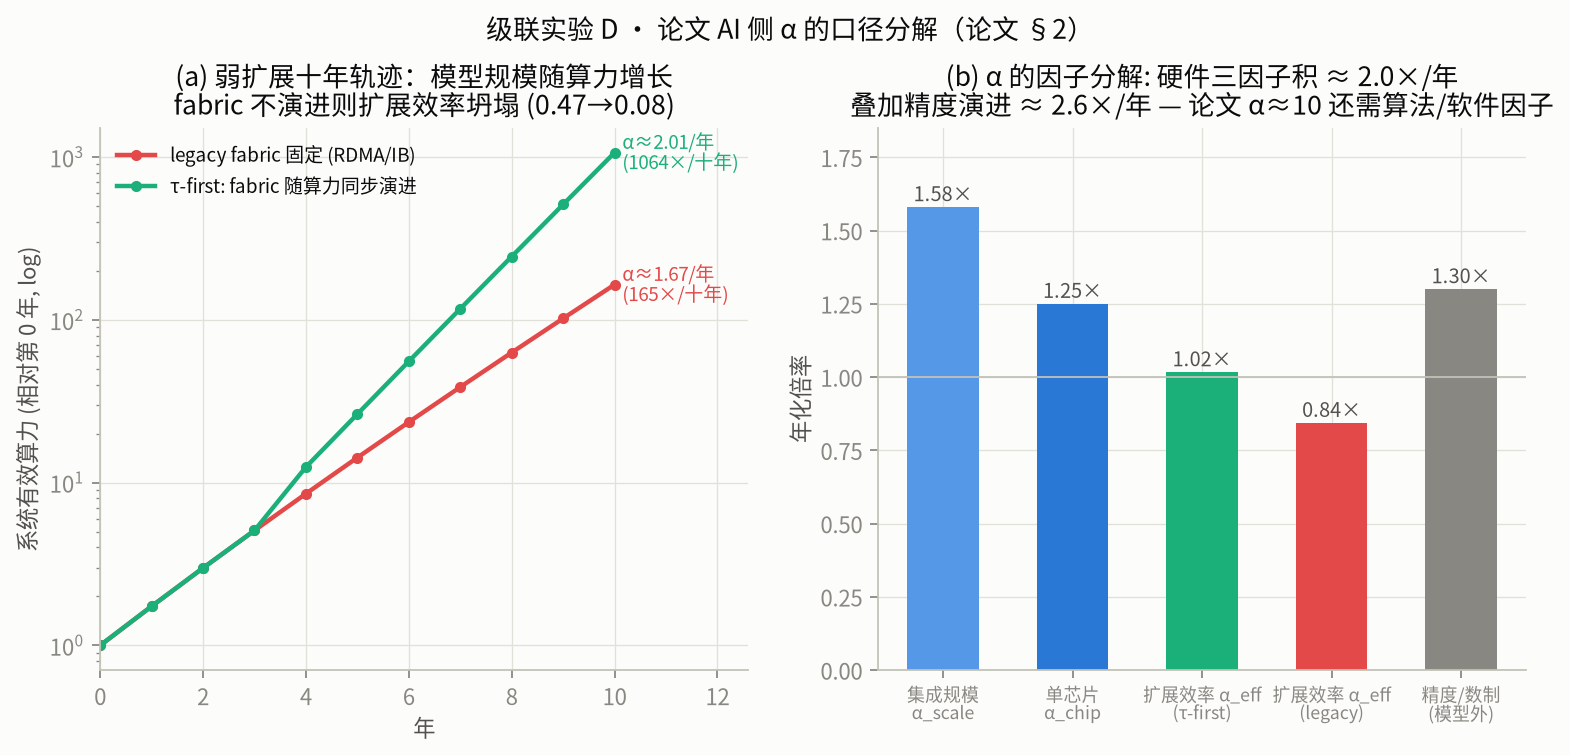 级联实验 D · 论文 AI 侧 α 的口径分解（论文 §2）
(a) 弱扩展十年轨迹：模型规模随算力增长
fabric 不演进则扩展效率坍塌 (0.47→0.08)
legacy fabric 固定 (RDMA/IB)
τ-first: fabric 随算力同步演进
α≈2.01/年
(1064×/十年)
α≈1.67/年
(165×/十年)
系统有效算力 (相对第 0 年, log)
10³
10²
10¹
10⁰
0 2 4 6 8 10 12
年
(b) α 的因子分解: 硬件三因子积 ≈ 2.0×/年
叠加精度演进 ≈ 2.6×/年 — 论文 α≈10 还需算法/软件因子
年化倍率
1.75
1.50
1.25
1.00
0.75
0.50
0.25
0.00
1.58×
1.25×
1.02×
0.84×
1.30×
集成规模
α_scale
单芯片
α_chip
扩展效率 α_eff
(τ-first)
扩展效率 α_eff
(legacy)
精度/数制
(模型外)